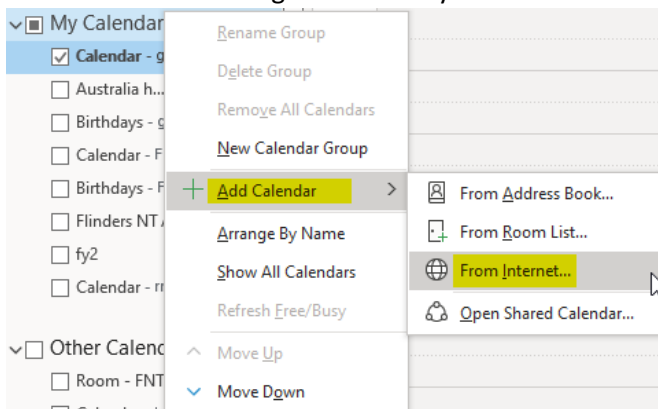 My Calendar
Calendar - g
Australia h...
Birthdays - g
Calendar - F
Birthdays - F
Flinders NT
fy2
Calendar - rr
Other Calenc
Room - FNT
Rename Group
Delete Group
Remove All Calendars
New Calendar Group
Add Calendar
Arrange By Name
Show All Calendars
Refresh Free/Busy
Move Up
Move Down
From Address Book...
From Room List...
From Internet...
Open Shared Calendar...